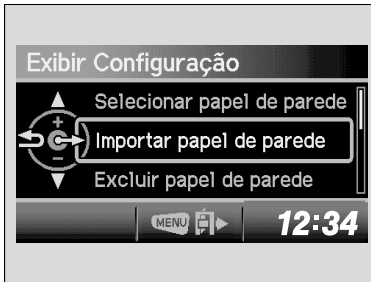 Exibir Configuração
Selecionar papel de parede
Importar papel de parede
Excluir papel de parede
MENU
12:34